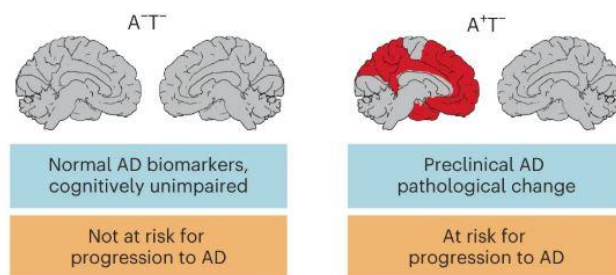 A⁻T⁻
Normal AD biomarkers,
cognitively unimpaired
Not at risk for
progression to AD
A⁺T⁻
Preclinical AD
pathological change
At risk for
progression to AD